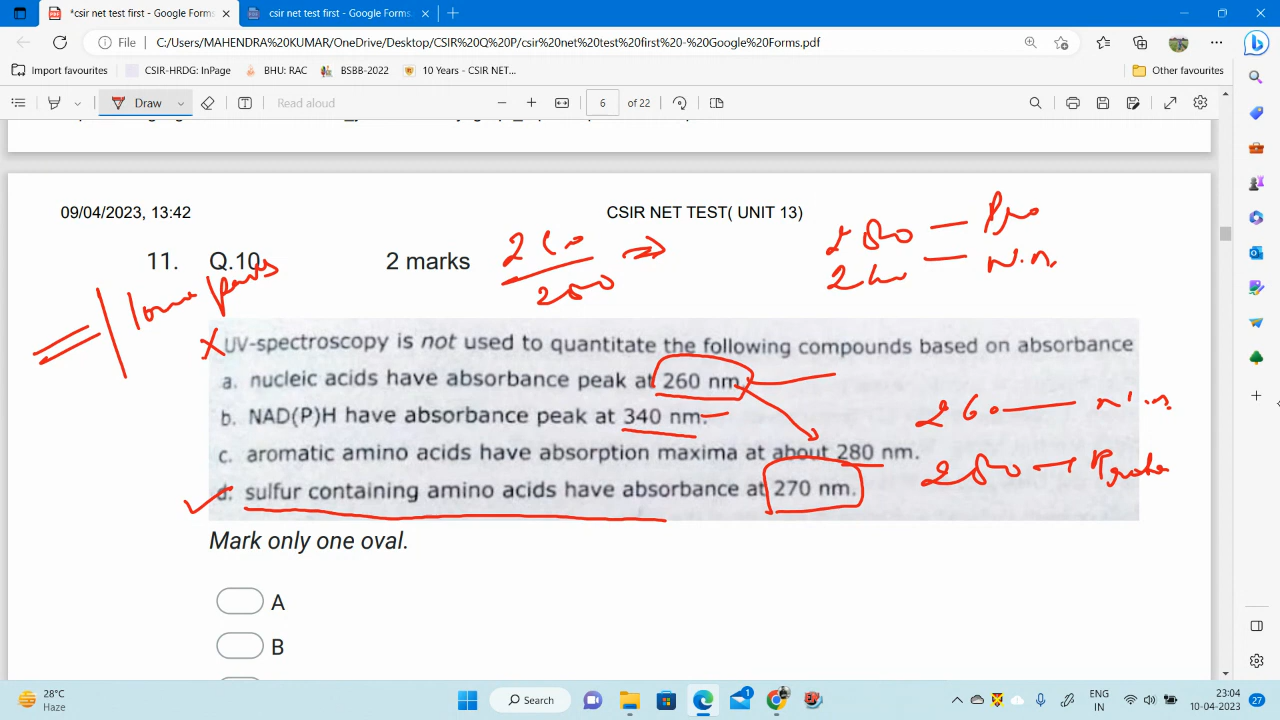 *csir net test first - Google Form
csir net test first - Google Forms
File
C:/Users/MAHENDRA%20KUMAR/OneDrive/Desktop/CSIR%20Q%20P/csir%20net%20test%20first%20-%20Google%20Forms.pdf
Import favourites
CSIR-HRDG: InPage
BHU: RAC
BSBB-2022
10 Years - CSIR NET...
Other favourites
Draw
Read aloud
6 of 22
09/04/2023, 13:42
CSIR NET TEST( UNIT 13)
280 — Pro
260 — N.n.
260
280
11. Q.10
2 marks
UV-spectroscopy is not used to quantitate the following compounds based on absorbance
a. nucleic acids have absorbance peak at 260 nm.
b. NAD(P)H have absorbance peak at 340 nm.
260 — n.n.
c. aromatic amino acids have absorption maxima at about 280 nm.
280
d. sulfur containing amino acids have absorbance at 270 nm.
Mark only one oval.
A
B
28°C
Haze
Search
1
ENG
IN
23:04
10-04-2023
27